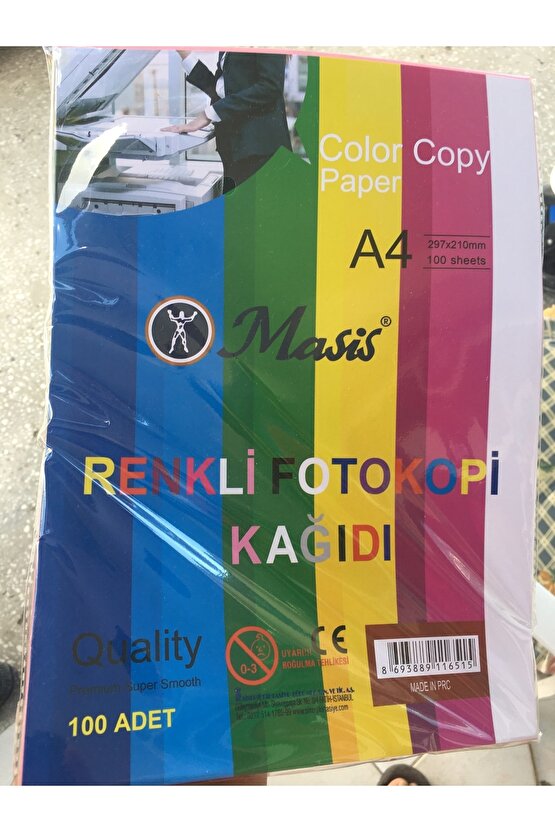 Color Copy
Paper
A4
297x210mm
100 sheets
Masis®
RENKLİ FOTOKOPİ
KAĞIDI
Quality
Premium Super Smooth
100 ADET
0-3
UYARI!
BOĞULMA TEHLİKESİ
CE
8 693889 116515
MADE IN PRC